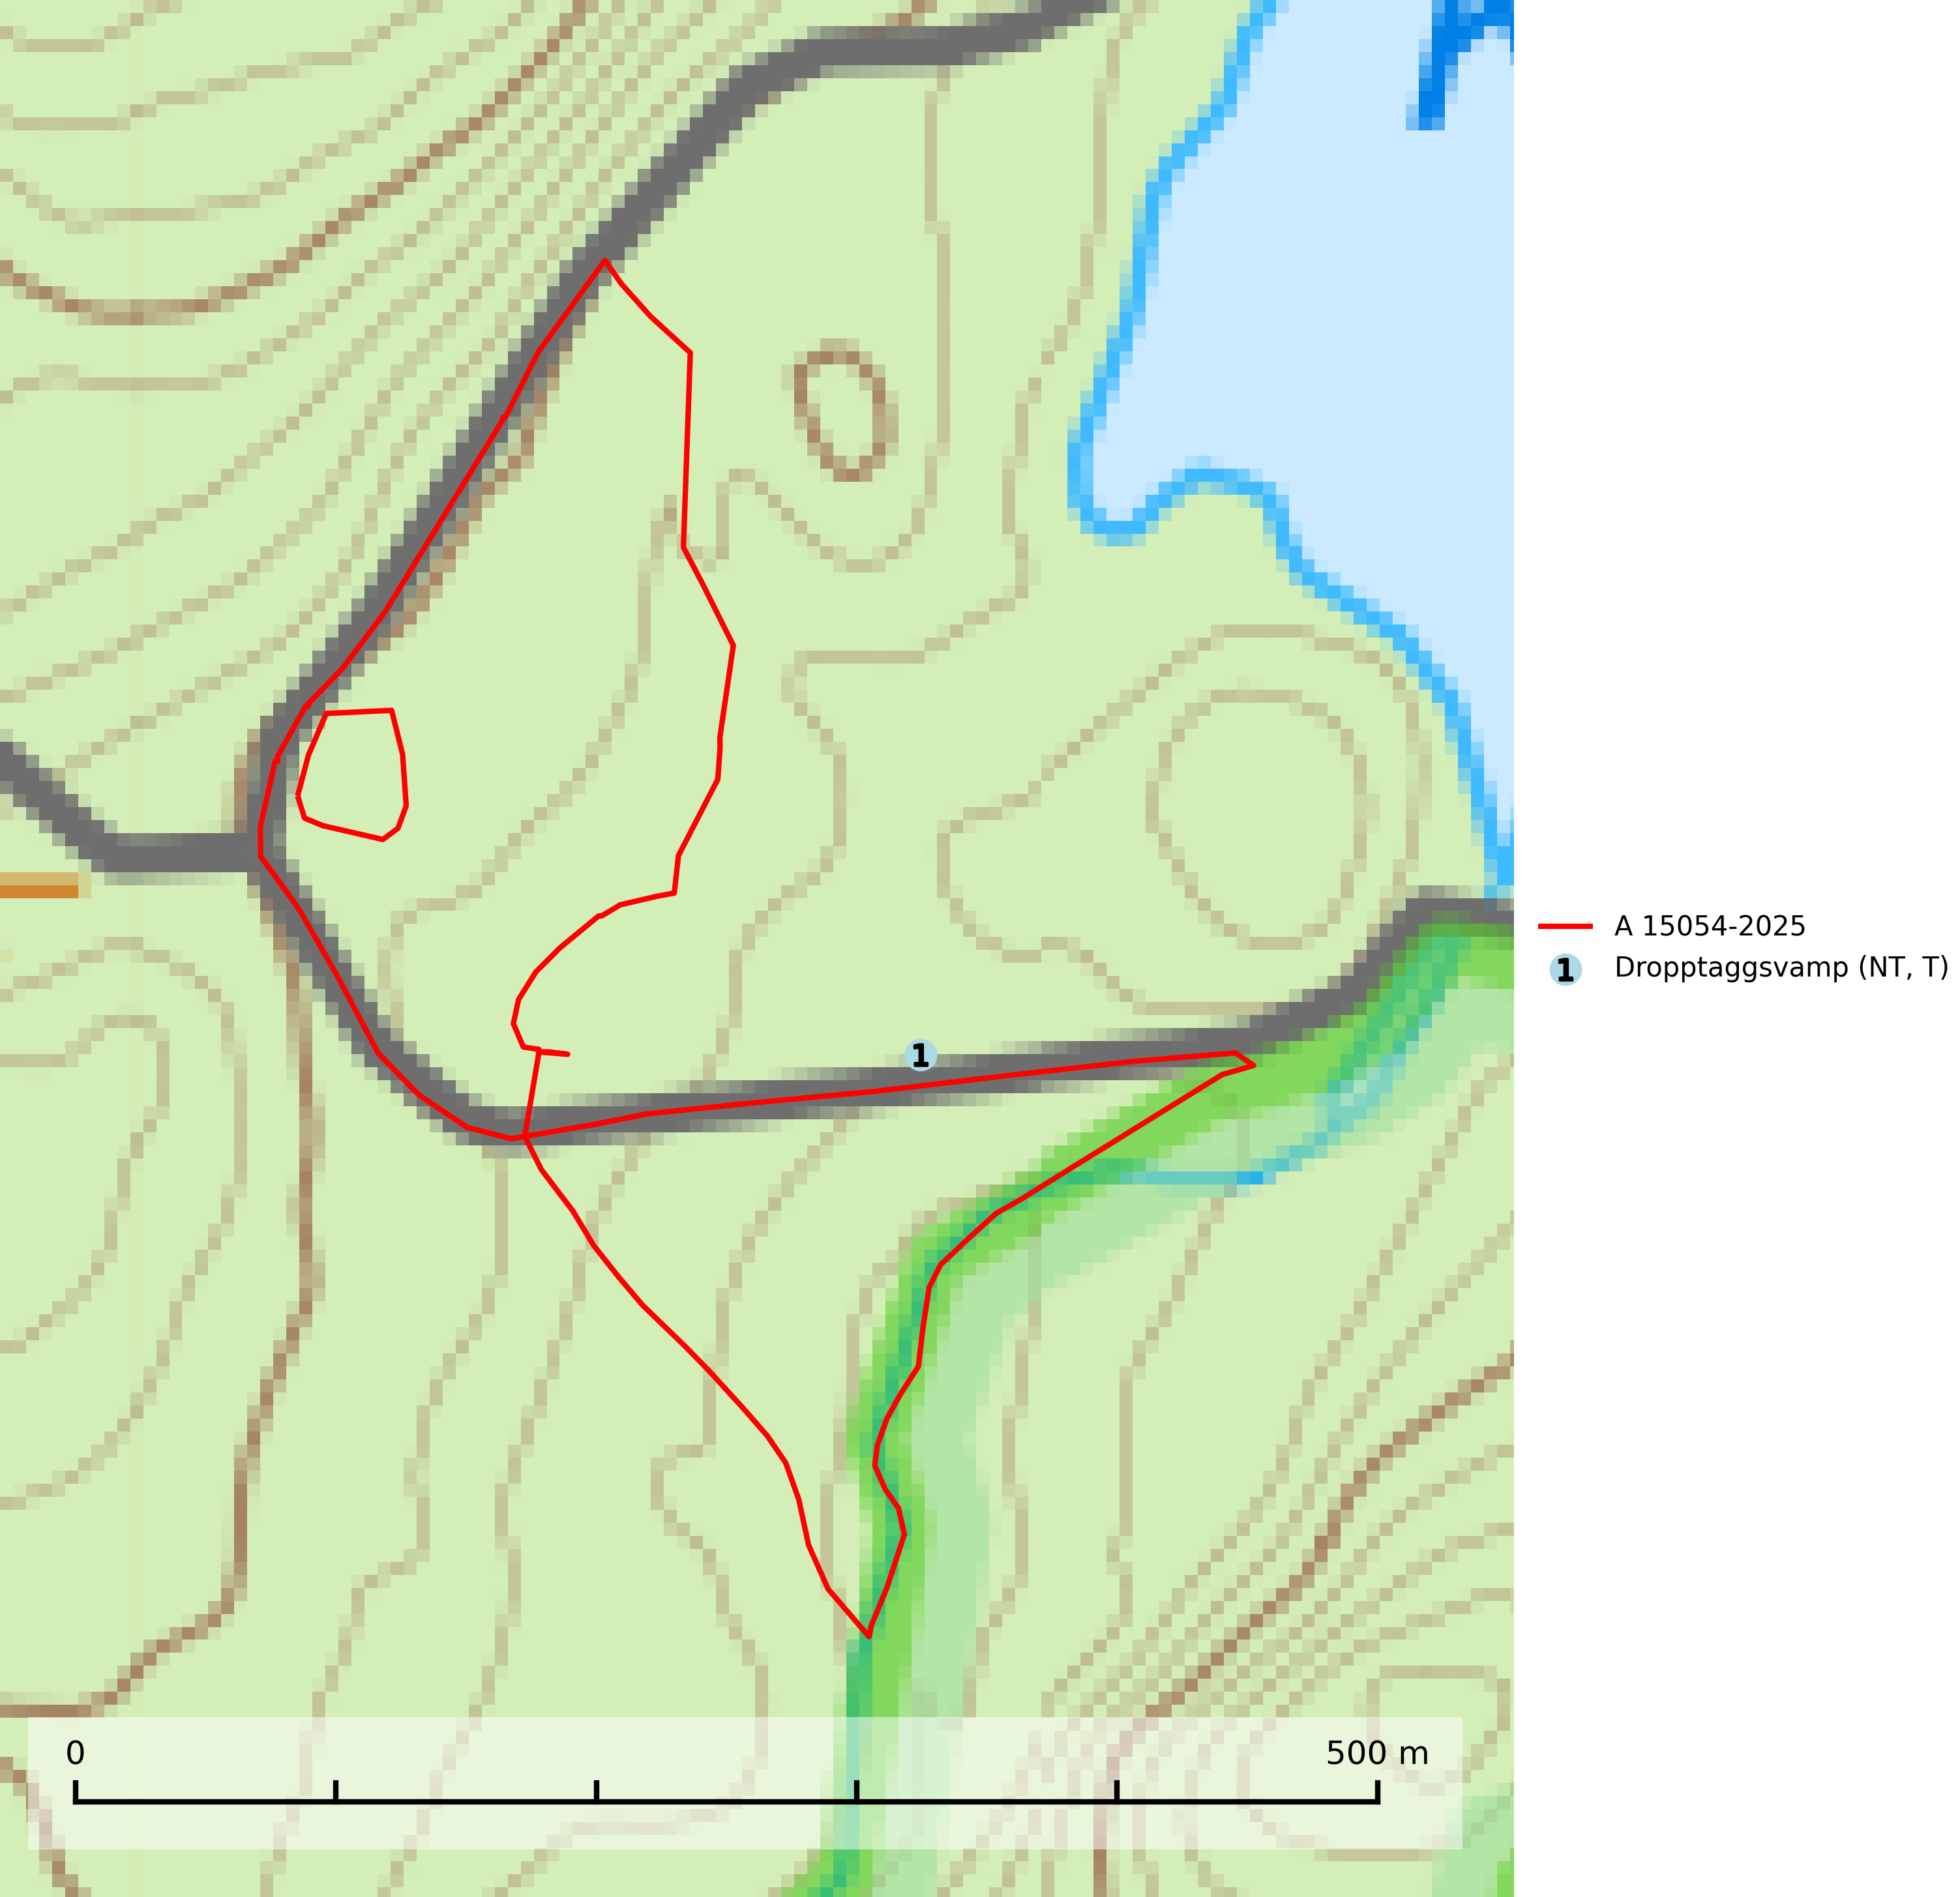 1
A 15054-2025
1 Dropptaggsvamp (NT, T)
0 500 m